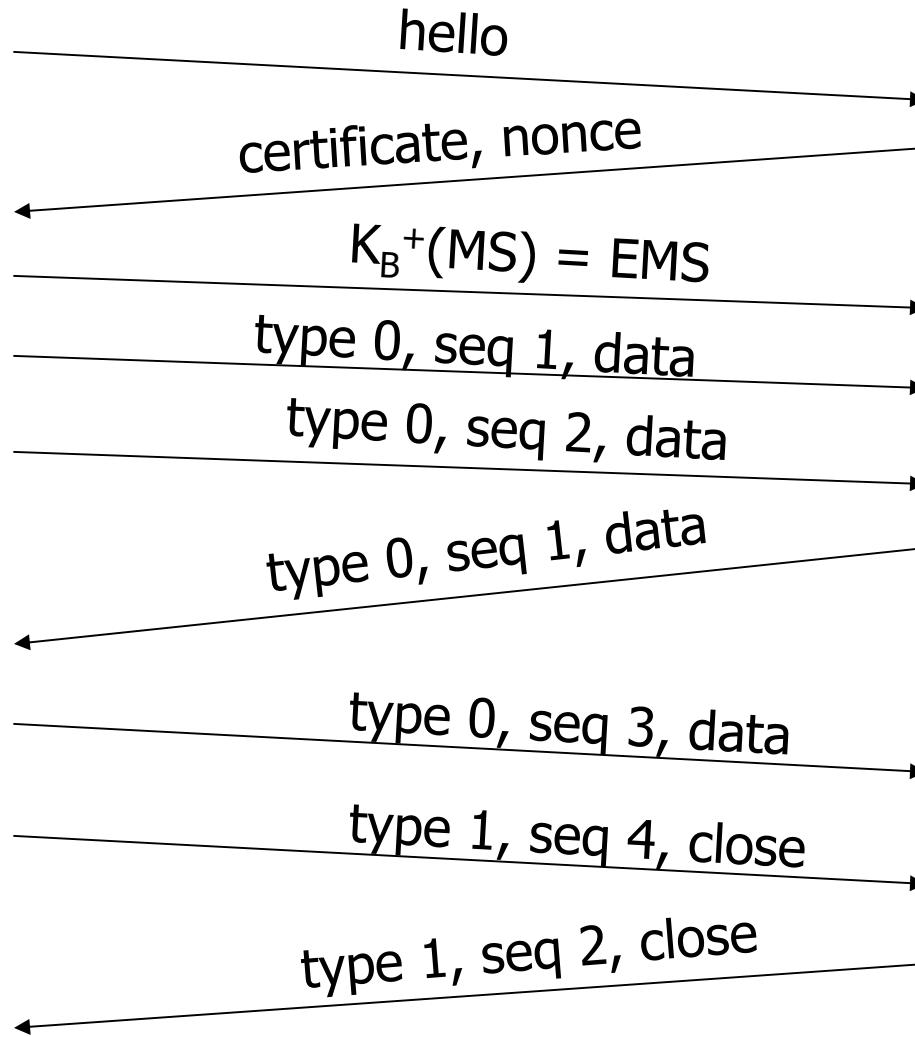 hello
certificate, nonce
K_B^+(MS) = EMS
type 0, seq 1, data
type 0, seq 2, data
type 0, seq 1, data
type 0, seq 3, data
type 1, seq 4, close
type 1, seq 2, close